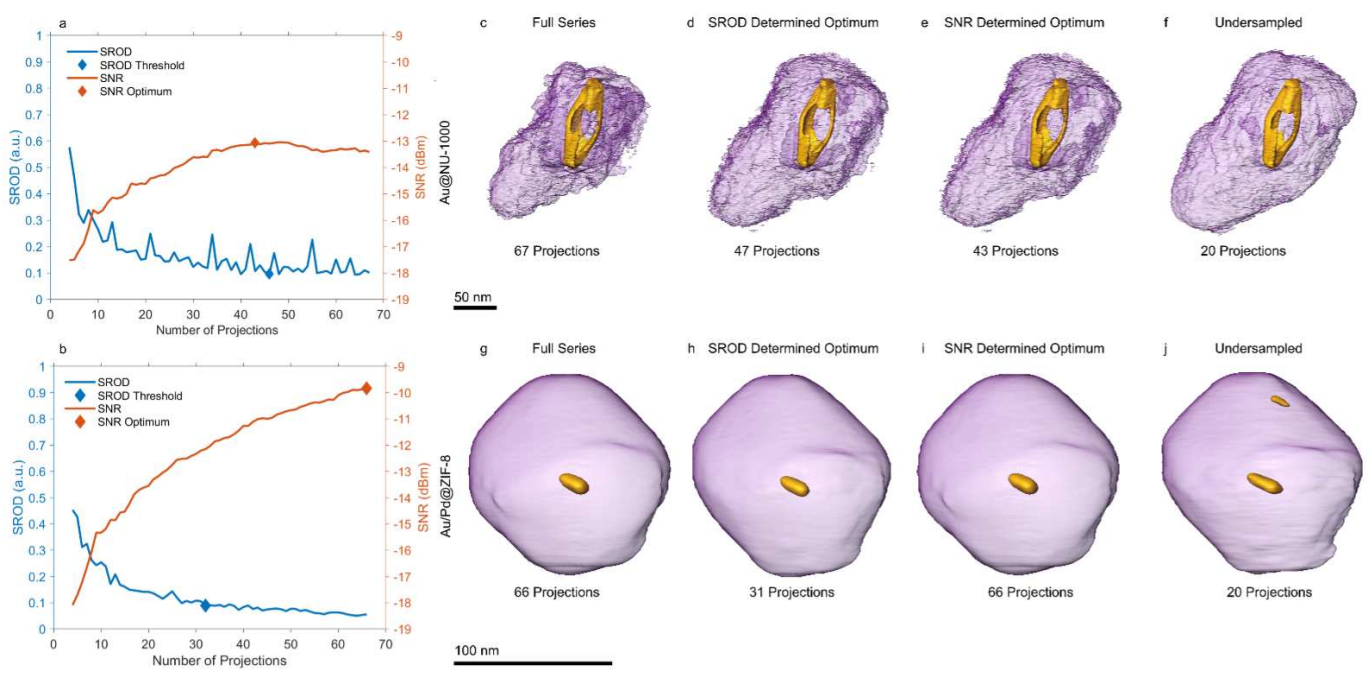 a
1
0.9
0.8
0.7
0.6
0.5
0.4
0.3
0.2
0.1
0
SROD (a.u.)
SROD
SROD Threshold
SNR
SNR Optimum
-9
-10
-11
-12
-13
-14
-15
-16
-17
-18
-19
SNR (dBm)
10 20 30 40 50 60 70
Number of Projections
Au@NU-1000
c Full Series
67 Projections
d SROD Determined Optimum
47 Projections
e SNR Determined Optimum
43 Projections
f Undersampled
20 Projections
50 nm
b
1
0.9
0.8
0.7
0.6
0.5
0.4
0.3
0.2
0.1
0
SROD (a.u.)
SROD
SROD Threshold
SNR
SNR Optimum
-9
-10
-11
-12
-13
-14
-15
-16
-17
-18
-19
SNR (dBm)
0 10 20 30 40 50 60 70
Number of Projections
Au/Pd@ZIF-8
g Full Series
66 Projections
h SROD Determined Optimum
31 Projections
i SNR Determined Optimum
66 Projections
j Undersampled
20 Projections
100 nm